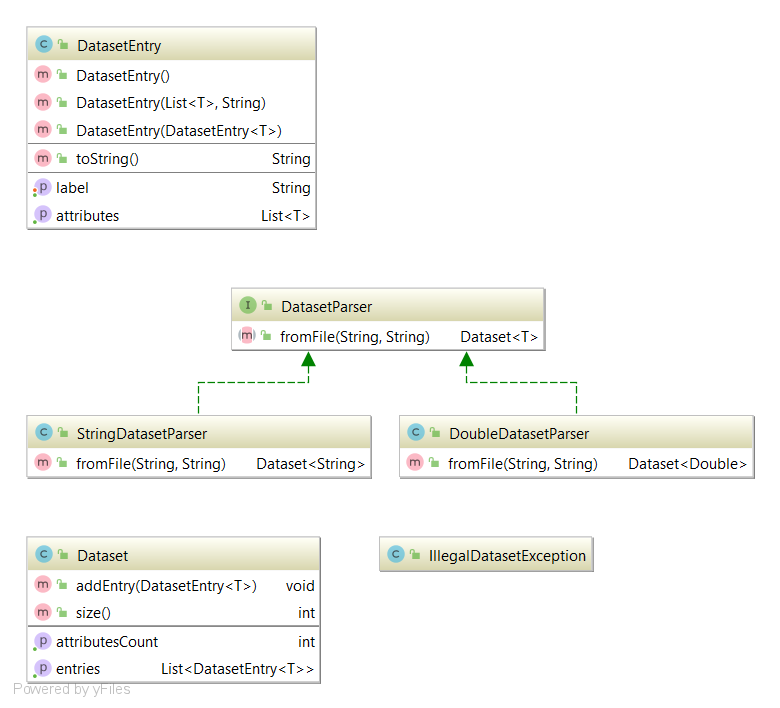 C DatasetEntry
m DatasetEntry()
m DatasetEntry(List<T>, String)
m DatasetEntry(DatasetEntry<T>)
m toString() String
p label String
p attributes List<T>
I DatasetParser
m fromFile(String, String) Dataset<T>
C StringDatasetParser
m fromFile(String, String) Dataset<String>
C DoubleDatasetParser
m fromFile(String, String) Dataset<Double>
C Dataset
m addEntry(DatasetEntry<T>) void
m size() int
p attributesCount int
p entries List<DatasetEntry<T>>
C IllegalDatasetException
Powered by yFiles